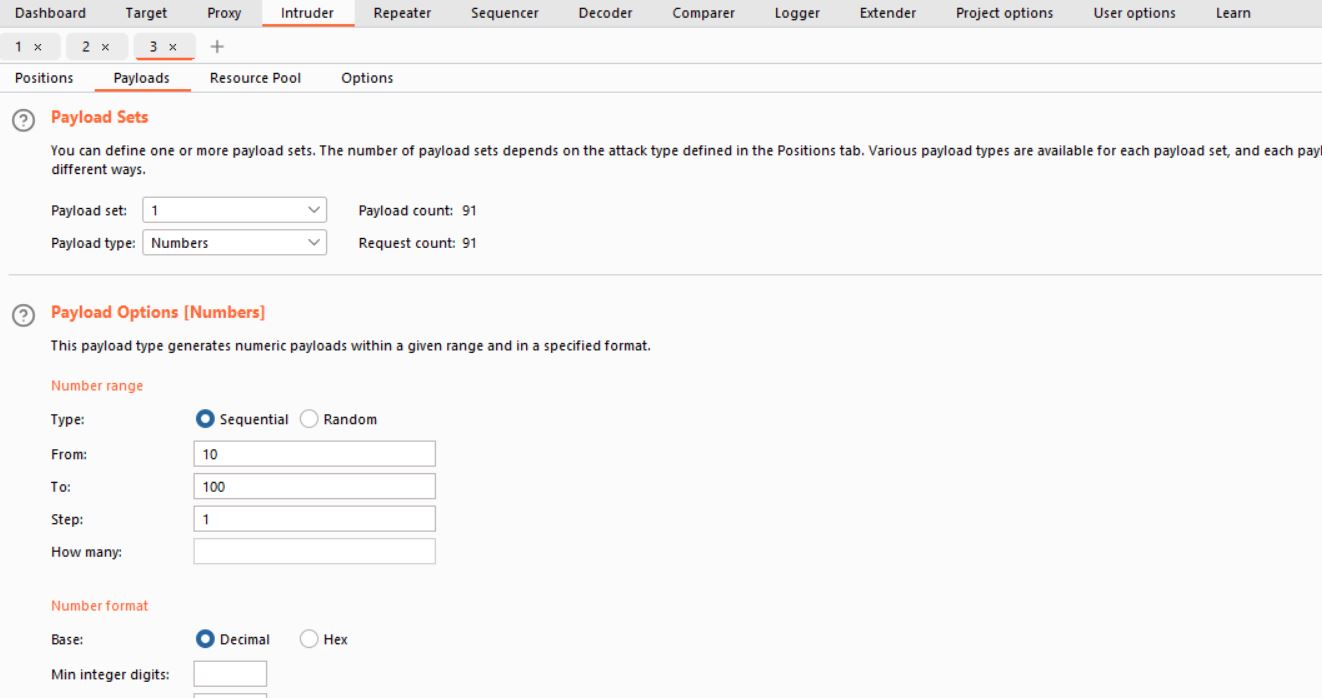 Dashboard Target Proxy Intruder Repeater Sequencer Decoder Comparer Logger Extender Project options User options Learn
1 × 2 × 3 × +
Positions Payloads Resource Pool Options
? Payload Sets
You can define one or more payload sets. The number of payload sets depends on the attack type defined in the Positions tab. Various payload types are available for each payload set, and each
different ways.
Payload set: 1 Payload count: 91
Payload type: Numbers Request count: 91
? Payload Options [Numbers]
This payload type generates numeric payloads within a given range and in a specified format.
Number range
Type: Sequential Random
From: 10
To: 100
Step: 1
How many:
Number format
Base: Decimal Hex
Min integer digits: